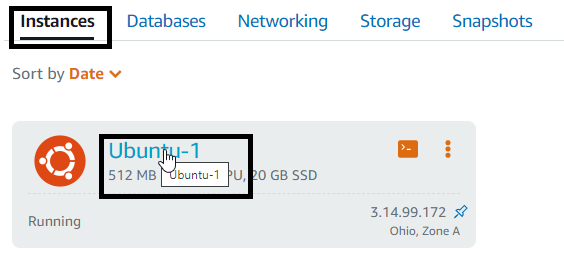 Instances Databases Networking Storage Snapshots
Sort by Date
Ubuntu-1
512 MB PU, 20 GB SSD
Ubuntu-1
Running
3.14.99.172
Ohio, Zone A